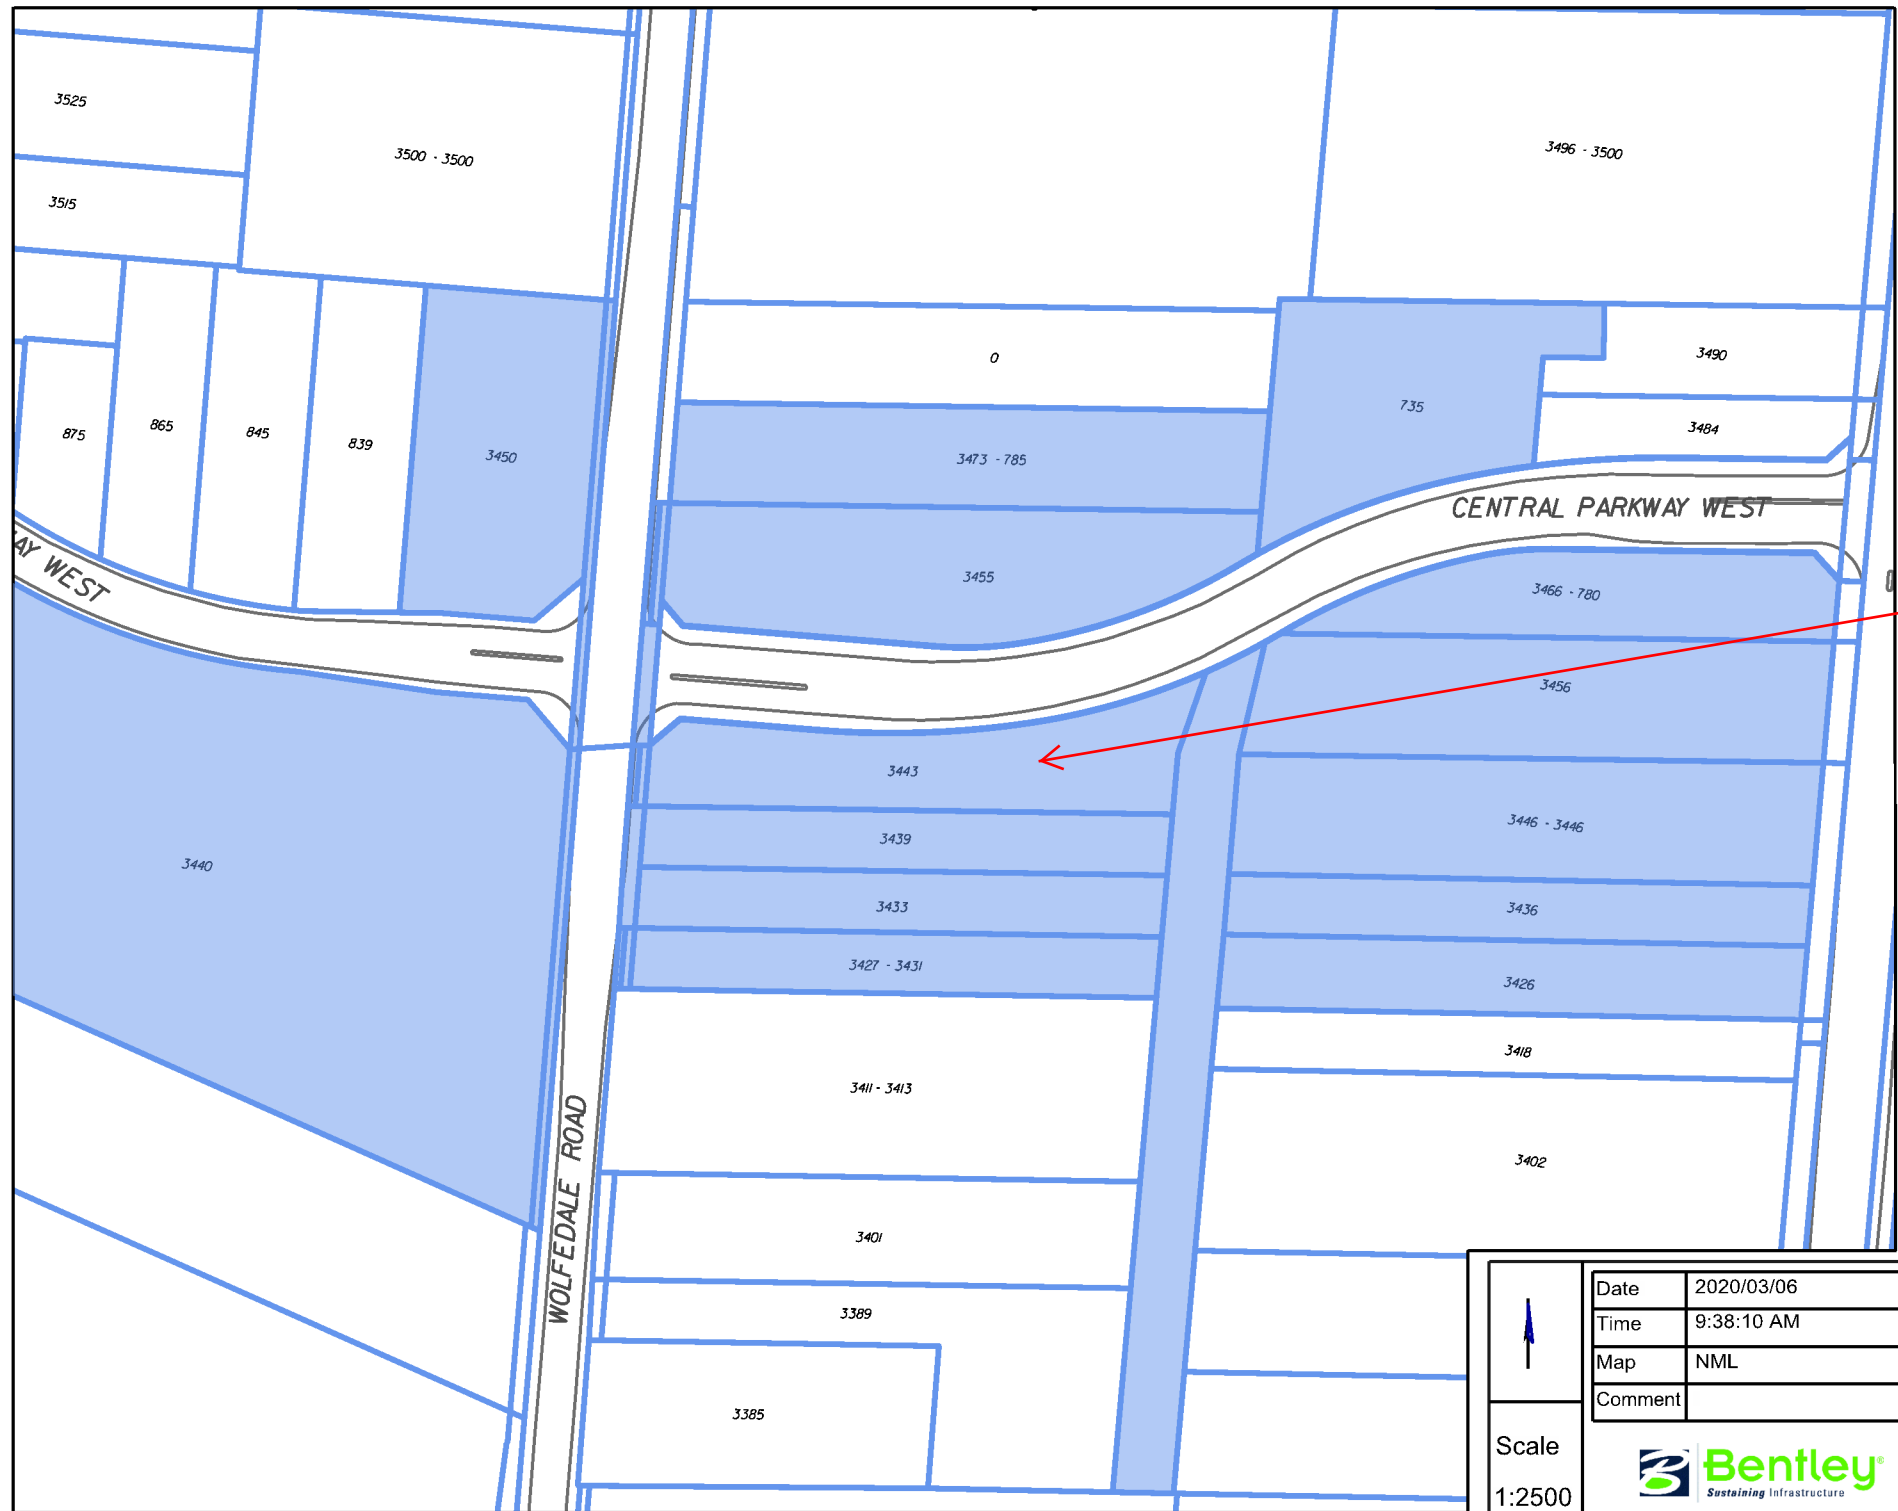 3525
3500 - 3500
3496 - 3500
3515
0
3490
735
3484
875
865
845
839
3450
3473 - 785
CENTRAL PARKWAY WEST
AY WEST
3455
3466 - 780
3456
3443
3446 - 3446
3439
3440
3433
3436
3427 - 3431
3426
3418
3411 - 3413
WOLFEDALE ROAD
3402
3401
3389
3385
Date 2020/03/06
Time 9:38:10 AM
Map NML
Comment
Scale
1:2500
Bentley®
Sustaining Infrastructure